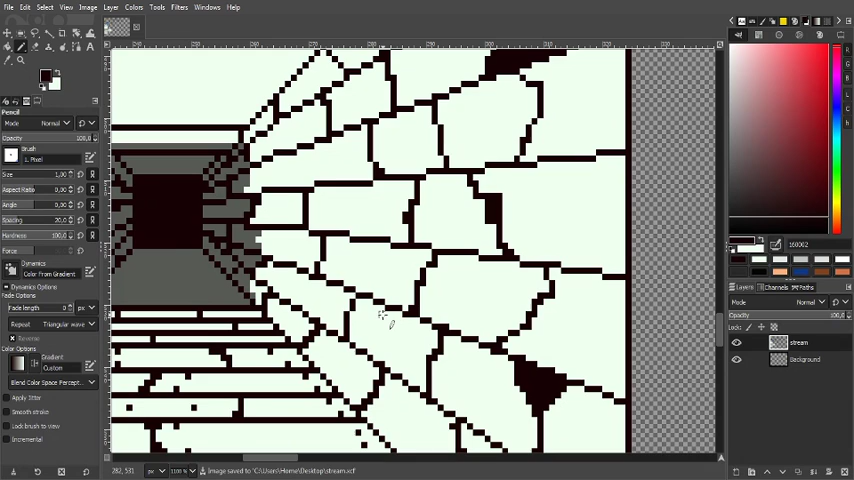 File Edit Select View Image Layer Colors Tools Filters Windows Help
Pencil
Mode Normal
Opacity 100,0
Brush
1. Pixel
Size 1,00
Aspect Ratio 0,00
Angle 0,00
Spacing 20,0
Hardness 100,0
Force
Dynamics
Color From Gradient
Dynamics Options
Fade Options
Fade length 0 px
Repeat Triangular wave
Reverse
Color Options
Gradient
Custom
Blend Color Space Percept...
Apply Jitter
Smooth stroke
Lock brush to view
Incremental
282, 531 px 1100 % Image saved to 'C:\Users\Home\Desktop\stream.xcf'
R
G
B
L
C
h
160002
Layers Channels Paths
Mode Normal
Opacity 100,0
Lock:
stream
Background